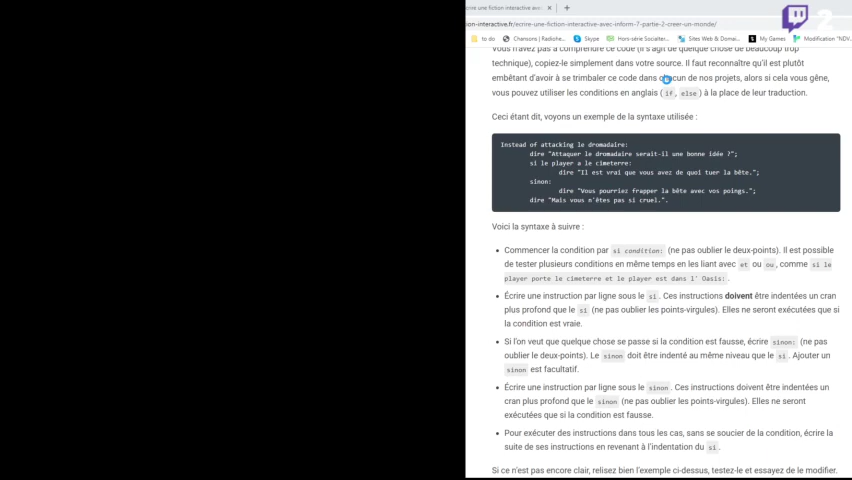 crire une fiction interactive avec
ion-interactive.fr/ecrire-une-fiction-interactive-avec-inform-7-partie-2-creer-un-monde/
2
to do Chansons (Radiohe... Skype Hors-série Socialter... Sites Web & Domai... My Games Modification "NDV
Vous n'avez pas à comprendre ce code (il s'agit de quelque chose de beaucoup trop
technique), copiez-le simplement dans votre source. Il faut reconnaître qu'il est plutôt
embêtant d'avoir à se trimbaler ce code dans chacun de nos projets, alors si cela vous gêne,
vous pouvez utiliser les conditions en anglais (if, else) à la place de leur traduction.
Ceci étant dit, voyons un exemple de la syntaxe utilisée :
Instead of attacking le dromadaire:
dire "Attaquer le dromadaire serait-il une bonne idée ?";
si le player a le cimeterre:
dire "Il est vrai que vous avez de quoi tuer la bête.";
sinon:
dire "Vous pourriez frapper la bête avec vos poings.";
dire "Mais vous n'êtes pas si cruel.".
Voici la syntaxe à suivre :
• Commencer la condition par si condition: (ne pas oublier le deux-points). Il est possible
de tester plusieurs conditions en même temps en les liant avec et ou ou, comme si le
player porte le cimeterre et le player est dans l' Oasis:.
• Écrire une instruction par ligne sous le si. Ces instructions doivent être indentées un cran
plus profond que le si (ne pas oublier les points-virgules). Elles ne seront exécutées que si
la condition est vraie.
• Si l'on veut que quelque chose se passe si la condition est fausse, écrire sinon: (ne pas
oublier le deux-points). Le sinon doit être indenté au même niveau que le si. Ajouter un
sinon est facultatif.
• Écrire une instruction par ligne sous le sinon. Ces instructions doivent être indentées un
cran plus profond que le sinon (ne pas oublier les points-virgules). Elles ne seront
exécutées que si la condition est fausse.
• Pour exécuter des instructions dans tous les cas, sans se soucier de la condition, écrire la
suite de ses instructions en revenant à l'indentation du si.
Si ce n'est pas encore clair, relisez bien l'exemple ci-dessus, testez-le et essayez de le modifier.